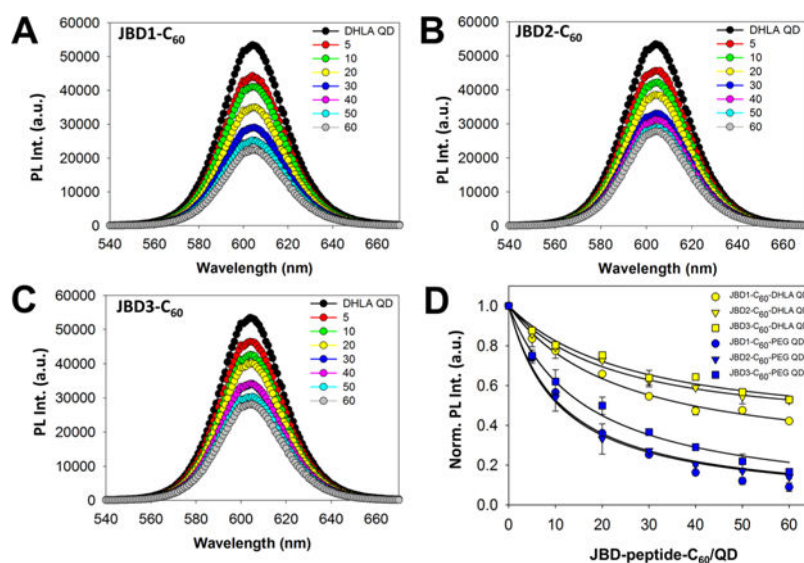 A
JBD1-C60
60000
50000
40000
30000
20000
10000
0
PL Int. (a.u.)
540 560 580 600 620 640 660
Wavelength (nm)
DHLA QD
5
10
20
30
40
50
60
B
JBD2-C60
60000
50000
40000
30000
20000
10000
0
PL Int. (a.u.)
540 560 580 600 620 640 660
Wavelength (nm)
DHLA QD
5
10
20
30
40
50
60
C
JBD3-C60
60000
50000
40000
30000
20000
10000
0
PL Int. (a.u.)
540 560 580 600 620 640 660
Wavelength (nm)
DHLA QD
5
10
20
30
40
50
60
D
1.0
0.8
0.6
0.4
0.2
0.0
Norm. PL Int. (a.u.)
0 10 20 30 40 50 60
JBD-peptide-C60/QD
JBD1-C60-DHLA QD
JBD2-C60-DHLA QD
JBD3-C60-DHLA QD
JBD1-C60-PEG QD
JBD2-C60-PEG QD
JBD3-C60-PEG QD